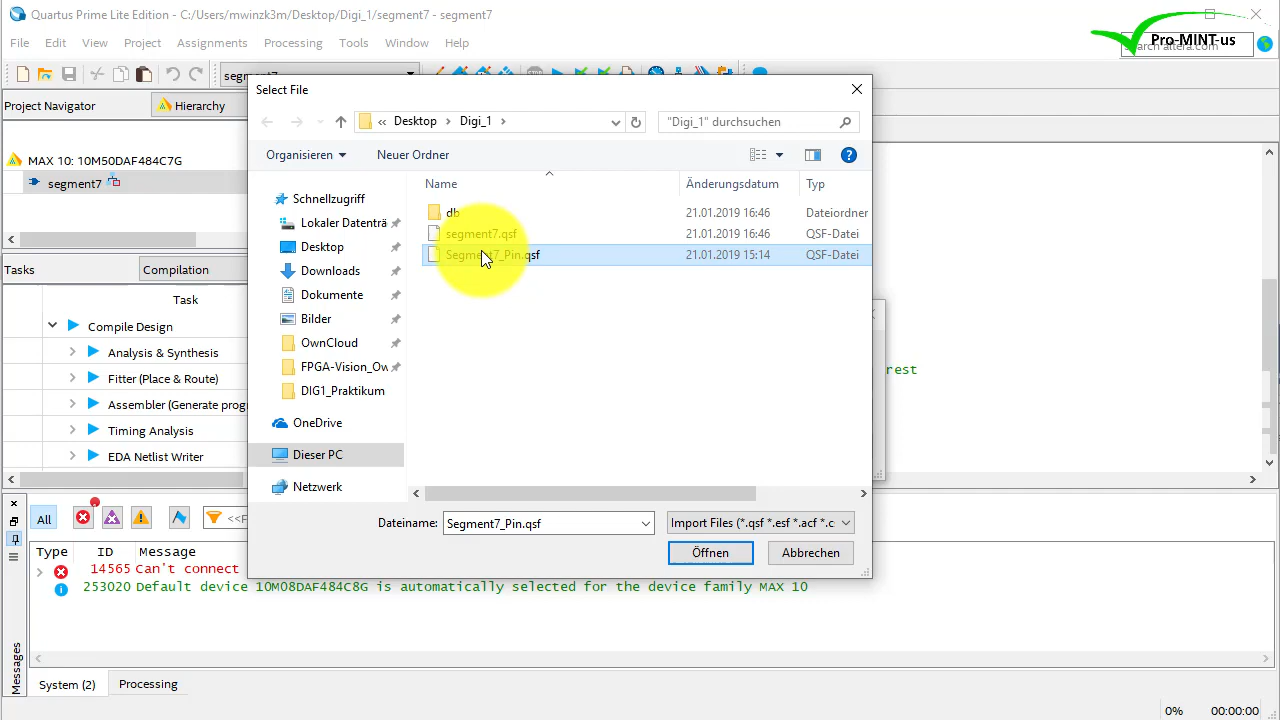 Quartus Prime Lite Edition - C:/Users/mwinzk3m/Desktop/Digi_1/segment7 - segment7
File Edit View Project Assignments Processing Tools Window Help
Pro-MINT-us
altera.com
Select File
Project Navigator
Hierarchy
« Desktop › Digi_1 ›
"Digi_1" durchsuchen
Organisieren
Neuer Ordner
MAX 10: 10M50DAF484C7G
segment7
Name Änderungsdatum Typ
Schnellzugriff
db 21.01.2019 16:46 Dateiordner
Lokaler Datenträ
segment7.qsf 21.01.2019 16:46 QSF-Datei
Desktop
Segment7_Pin.qsf 21.01.2019 15:14 QSF-Datei
Tasks
Compilation
Downloads
Task
Dokumente
Compile Design
Bilder
Analysis & Synthesis
OwnCloud
rest
Fitter (Place & Route)
FPGA-Vision_Ow
Assembler (Generate prog
DIG1_Praktikum
Timing Analysis
OneDrive
EDA Netlist Writer
Dieser PC
Netzwerk
All
<<F
Dateiname: Segment7_Pin.qsf
Import Files (*.qsf *.esf *.acf *.c
Öffnen
Abbrechen
Type ID Message
14565 Can't connect
253020 Default device 10M08DAF484C8G is automatically selected for the device family MAX 10
Messages
System (2)
Processing
0% 00:00:00